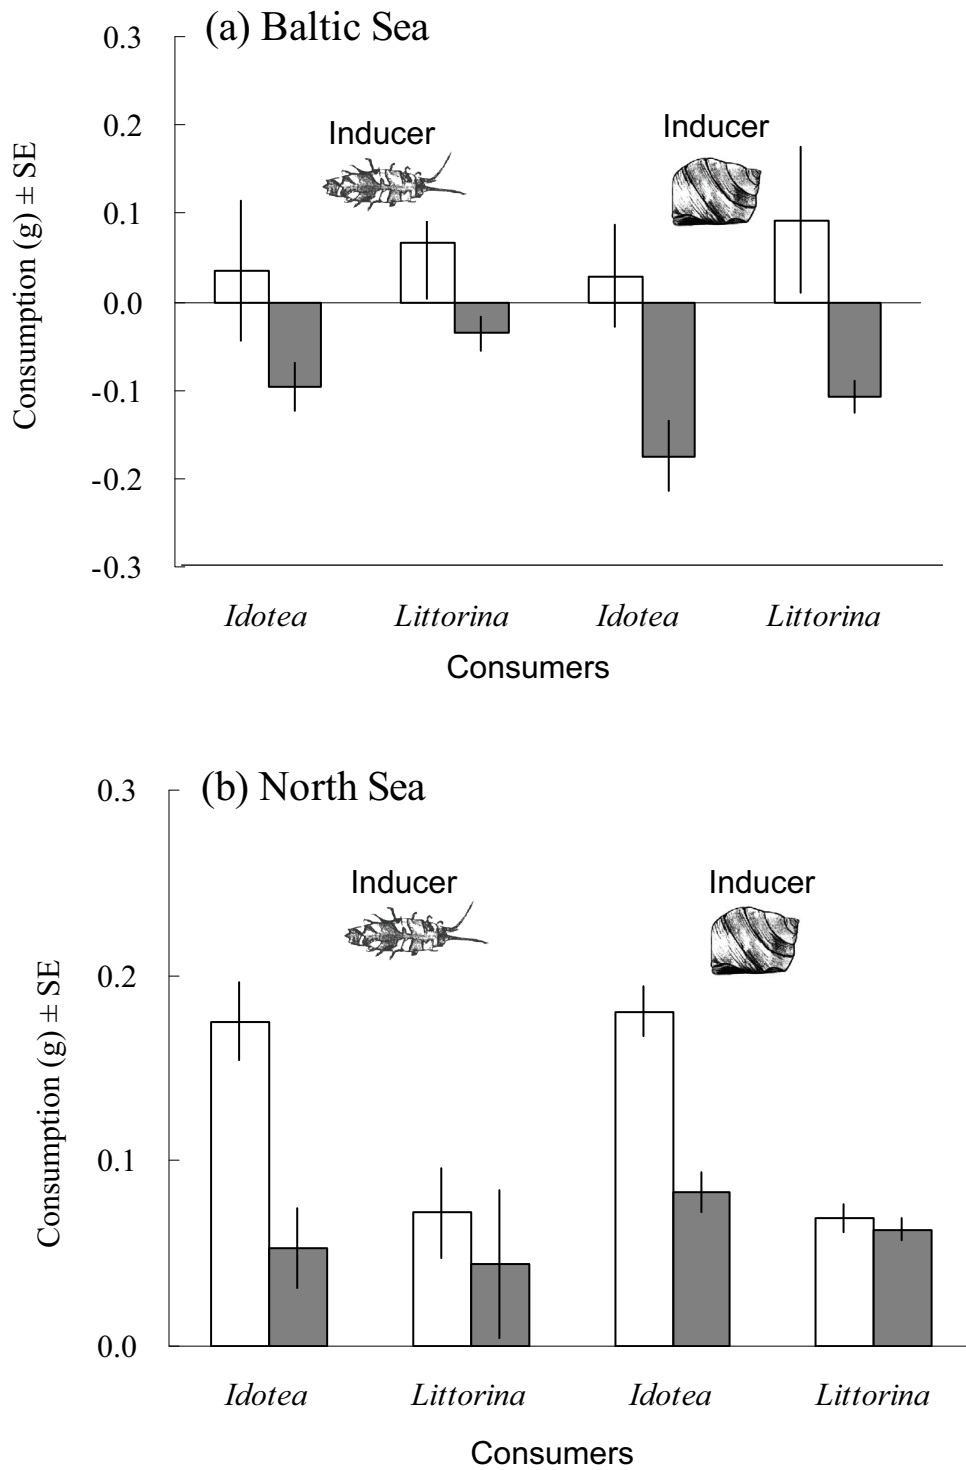 (a) Baltic Sea
0.3
0.2
0.1
0.0
-0.1
-0.2
-0.3
Consumption (g) ± SE
Inducer
Inducer
Idotea
Littorina
Idotea
Littorina
Consumers
(b) North Sea
0.3
0.2
0.1
0.0
Consumption (g) ± SE
Inducer
Inducer
Idotea
Littorina
Idotea
Littorina
Consumers